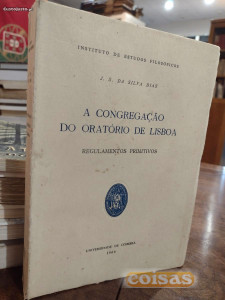 INSTITUTO DE ESTUDOS FILOSÓFICOS
J. S. DA SILVA DIAS
A CONGREGAÇÃO
DO ORATÓRIO DE LISBOA
REGULAMENTOS PRIMITIVOS
UNIVERSIDADE DE COIMBRA
coisas